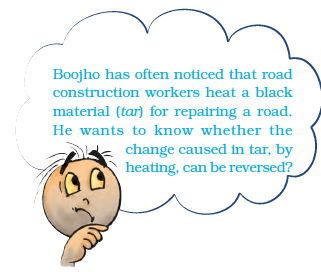 Boojho has often noticed that road
construction workers heat a black
material (tar) for repairing a road.
He wants to know whether the
change caused in tar, by
heating, can be reversed?